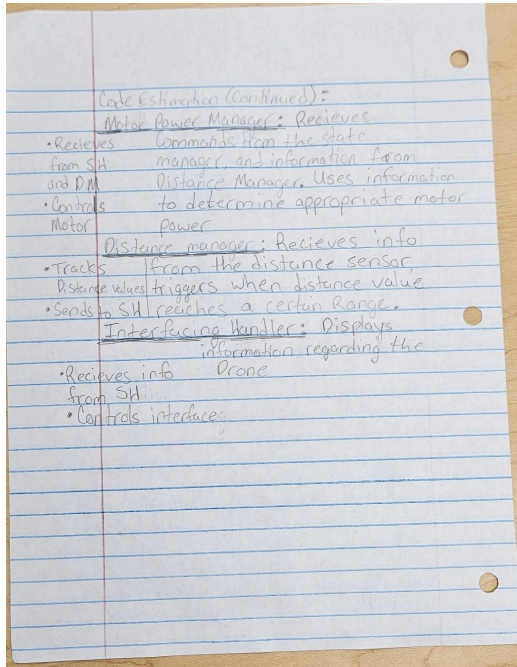 Code Estimation (Continued):
Motor Power Manager: Recieves
Commands from the state
manager, and information from
Distance Manager. Uses information
to determine appropriate motor
power
• Recieves
from SH
and DM
• Controls
Motor
Distance manager: Recieves info
from the distance sensor,
triggers when distance value
reaches a certain Range.
• Tracks
Distance values
• Sends to SH
Interfacing Handler: Displays
information regarding the
Drone
• Recieves info
from SH
• Controls interface